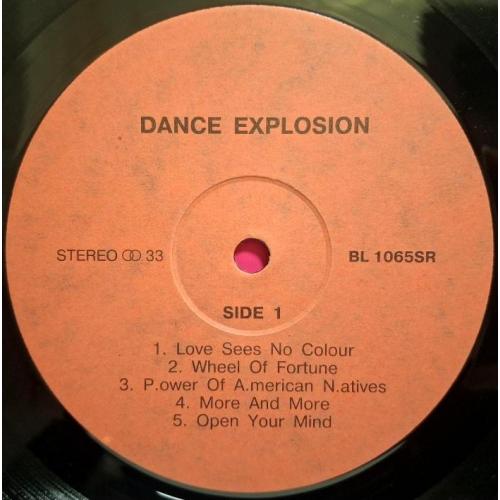 DANCE EXPLOSION
STEREO ꝏ 33
BL 1065SR
SIDE 1
1. Love Sees No Colour
2. Wheel Of Fortune
3. P.ower Of A.merican N.atives
4. More And More
5. Open Your Mind